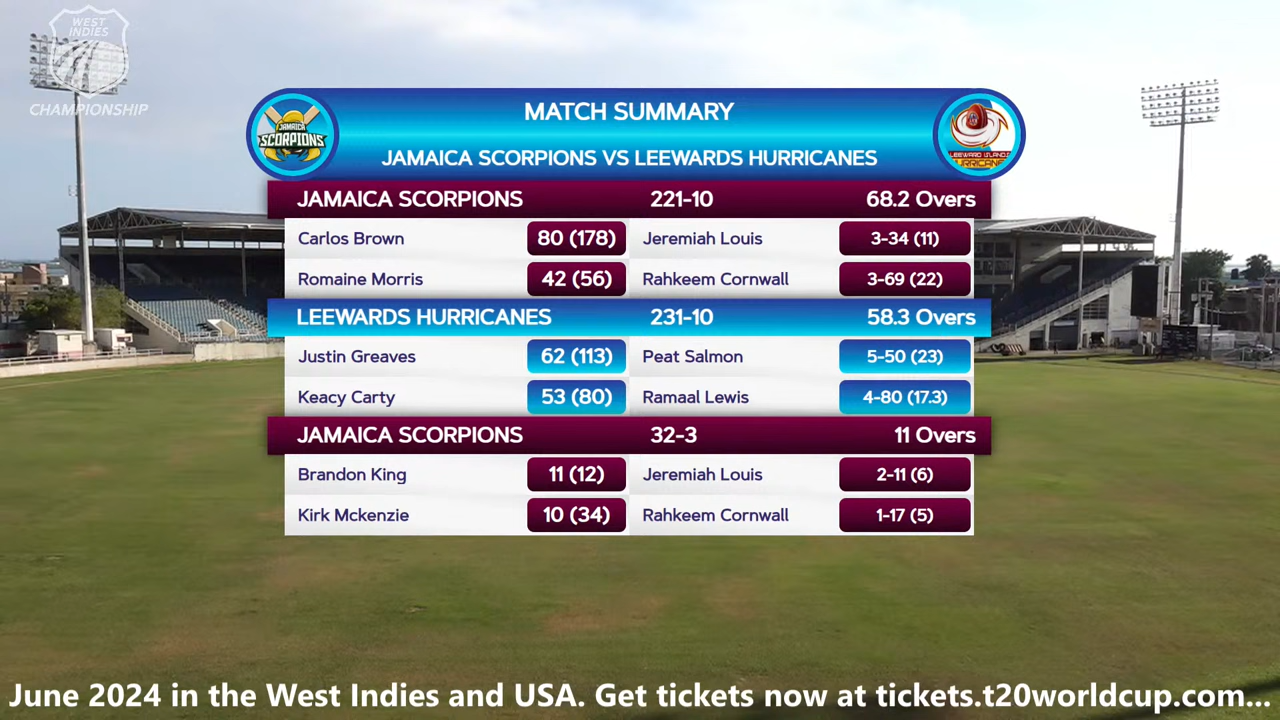 WEST
INDIES
CHAMPIONSHIP
MATCH SUMMARY
JAMAICA
SCORPIONS
LEEWARD ISLANDS
HURRICANES
JAMAICA SCORPIONS VS LEEWARDS HURRICANES
JAMAICA SCORPIONS 221-10 68.2 Overs
Carlos Brown 80 (178) Jeremiah Louis 3-34 (11)
Romaine Morris 42 (56) Rahkeem Cornwall 3-69 (22)
LEEWARDS HURRICANES 231-10 58.3 Overs
Justin Greaves 62 (113) Peat Salmon 5-50 (23)
Keacy Carty 53 (80) Ramaal Lewis 4-80 (17.3)
JAMAICA SCORPIONS 32-3 11 Overs
Brandon King 11 (12) Jeremiah Louis 2-11 (6)
Kirk Mckenzie 10 (34) Rahkeem Cornwall 1-17 (5)
June 2024 in the West Indies and USA. Get tickets now at tickets.t20worldcup.com...